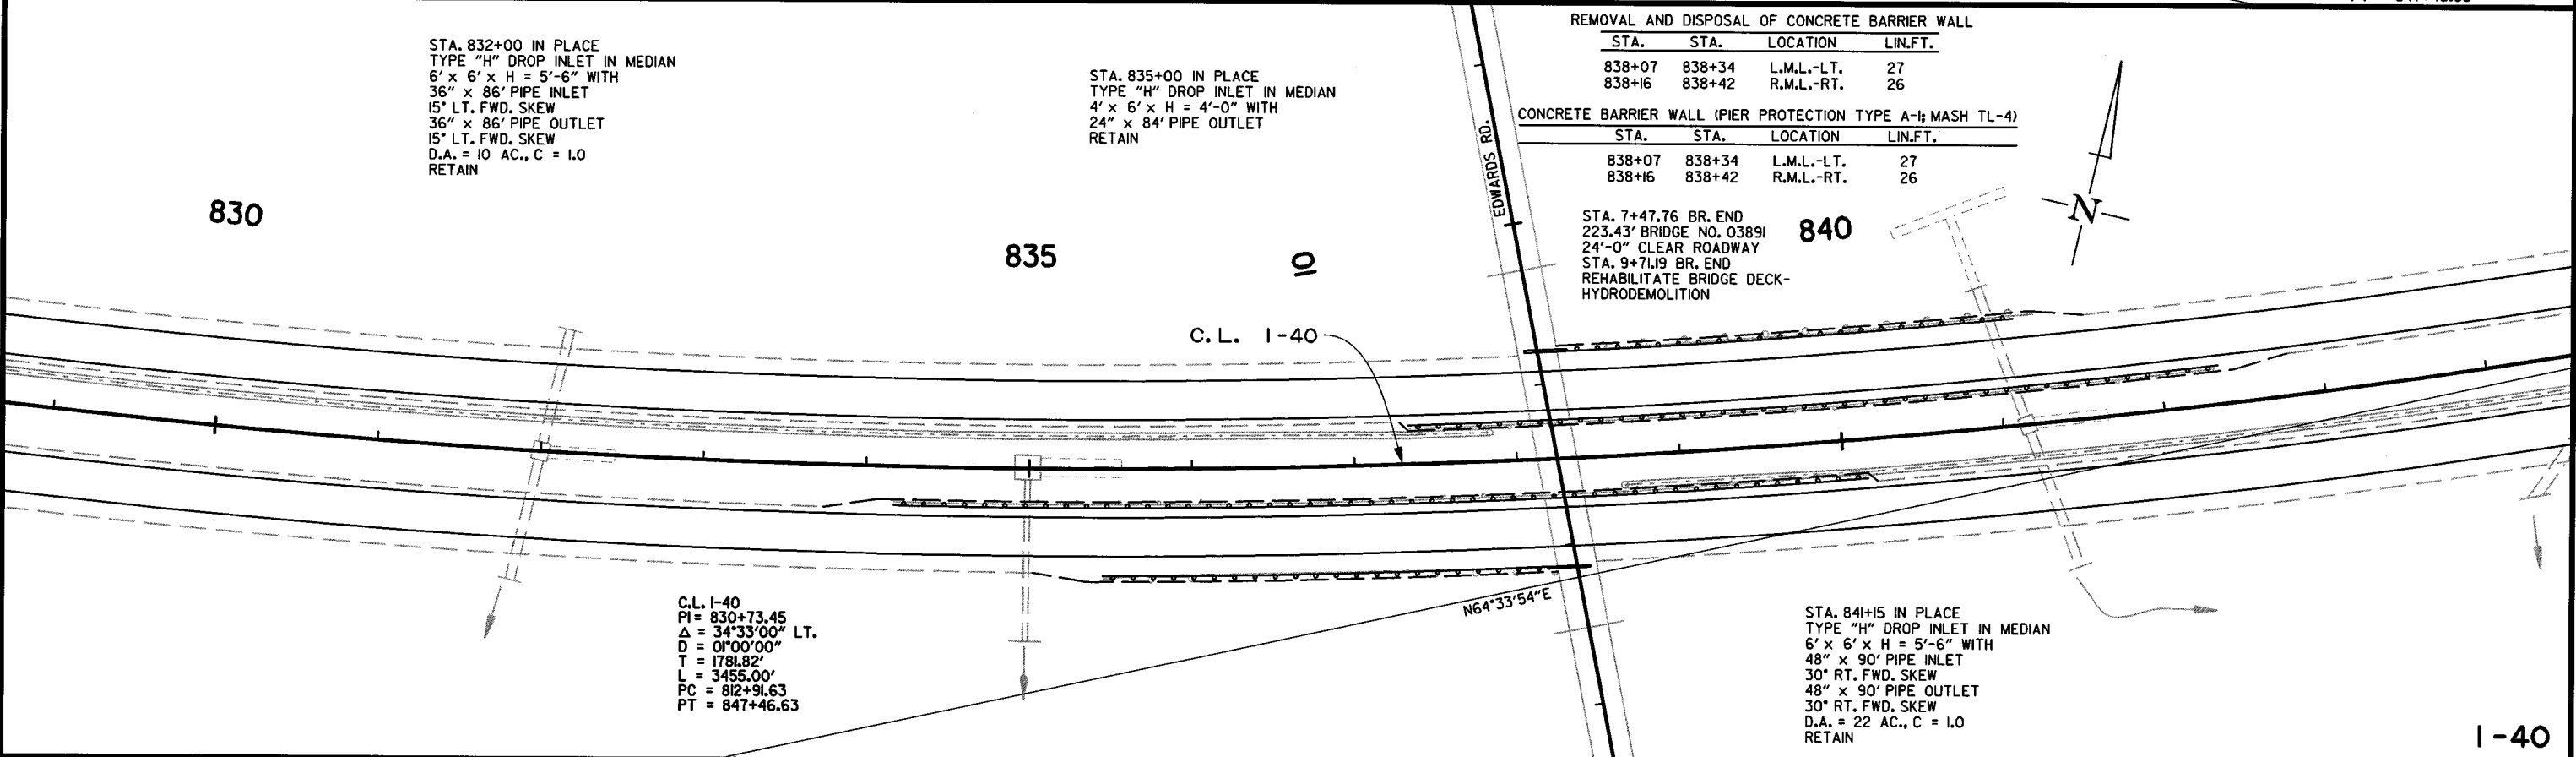 STA. 832+00 IN PLACE
TYPE "H" DROP INLET IN MEDIAN
6' x 6' x H = 5'-6" WITH
36" x 86' PIPE INLET
15° LT. FWD. SKEW
36" x 86' PIPE OUTLET
15° LT. FWD. SKEW
D.A. = 10 AC., C = 1.0
RETAIN
STA. 835+00 IN PLACE
TYPE "H" DROP INLET IN MEDIAN
4' x 6' x H = 4'-0" WITH
24" x 84' PIPE OUTLET
RETAIN
EDWARDS RD.
REMOVAL AND DISPOSAL OF CONCRETE BARRIER WALL
STA. STA. LOCATION LIN.FT.
838+07 838+34 L.M.L.-LT. 27
838+16 838+42 R.M.L.-RT. 26
CONCRETE BARRIER WALL (PIER PROTECTION TYPE A-1; MASH TL-4)
STA. STA. LOCATION LIN.FT.
838+07 838+34 L.M.L.-LT. 27
838+16 838+42 R.M.L.-RT. 26
STA. 7+47.76 BR. END
223.43' BRIDGE NO. 03891
24'-0" CLEAR ROADWAY
STA. 9+71.19 BR. END
REHABILITATE BRIDGE DECK-
HYDRODEMOLITION
N
830
835
10
840
C.L. I-40
C.L. I-40
PI = 830+73.45
Δ = 34°33'00" LT.
D = 01°00'00"
T = 1781.82'
L = 3455.00'
PC = 812+91.63
PT = 847+46.63
N64°33'54"E
STA. 841+15 IN PLACE
TYPE "H" DROP INLET IN MEDIAN
6' x 6' x H = 5'-6" WITH
48" x 90' PIPE INLET
30° RT. FWD. SKEW
48" x 90' PIPE OUTLET
30° RT. FWD. SKEW
D.A. = 22 AC., C = 1.0
RETAIN
I-40